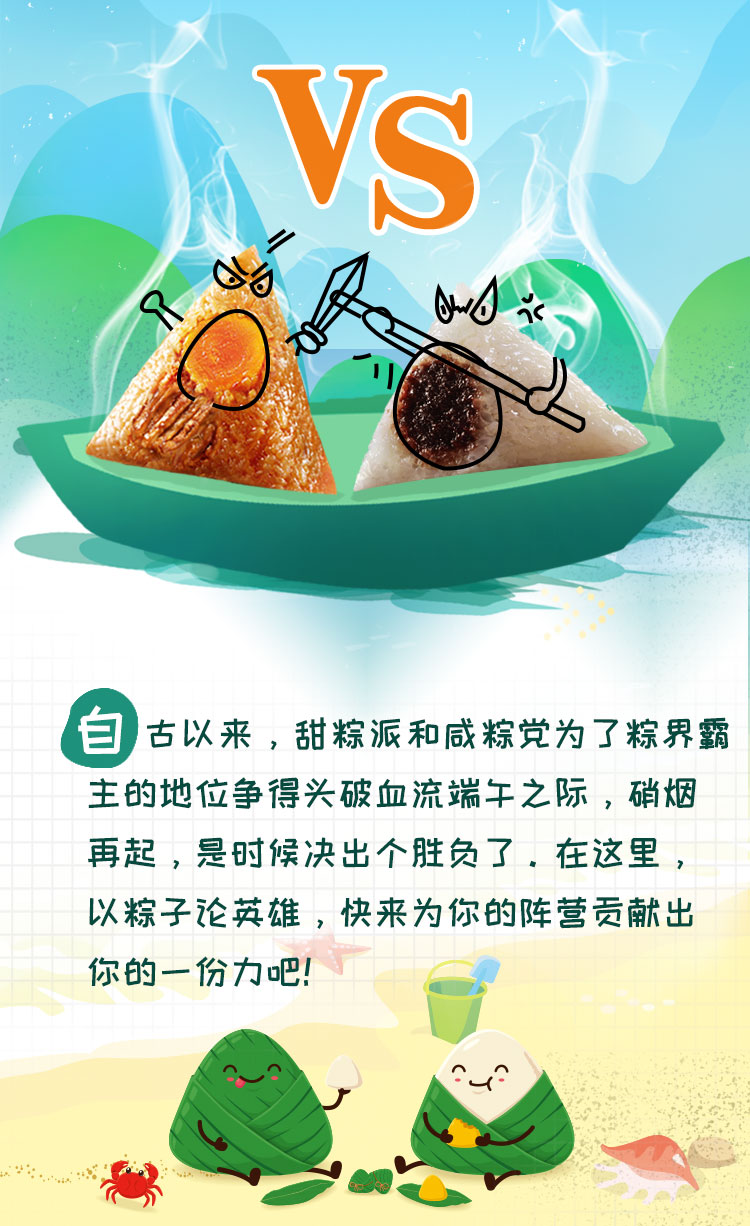 VS
自古以来，甜粽派和咸粽党为了粽界霸
主的地位争得头破血流端午之际，硝烟
再起，是时候决出个胜负了．在这里，
以粽子论英雄，快来为你的阵营贡献出
你的一份力吧！